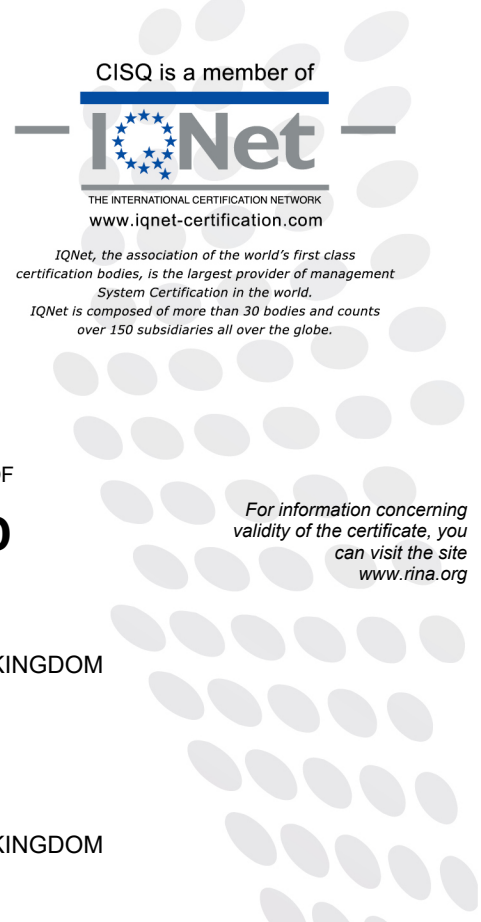 CISQ is a member of
IQNet
THE INTERNATIONAL CERTIFICATION NETWORK
www.iqnet-certification.com
IQNet, the association of the world's first class
certification bodies, is the largest provider of management
System Certification in the world.
IQNet is composed of more than 30 bodies and counts
over 150 subsidiaries all over the globe.
For information concerning
validity of the certificate, you
can visit the site
www.rina.org
KINGDOM
KINGDOM